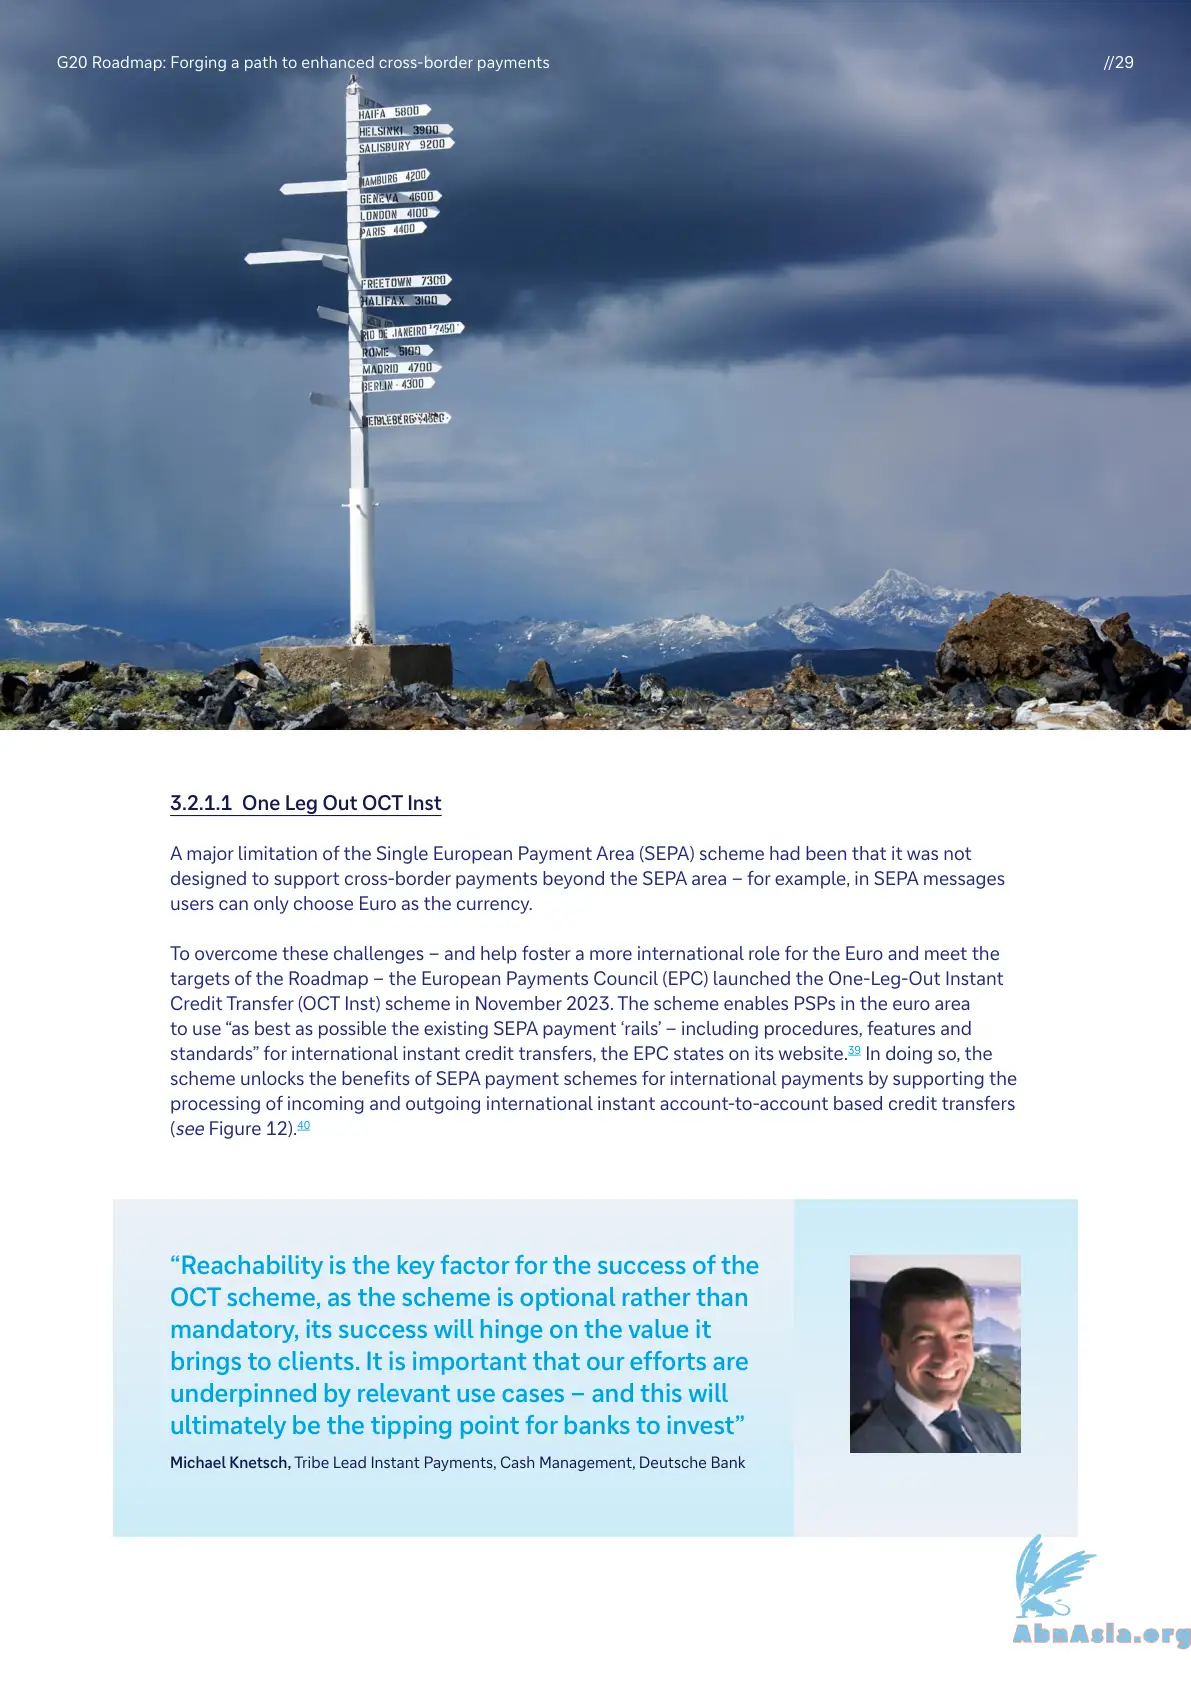 G20 Roadmap: Forging a path to enhanced cross-border payments
//29
HAIFA 5800
HELSINKI 3900
SALISBURY 9200
HAMBURG 4200
GENEVA 4600
LONDON 4100
PARIS 4400
FREETOWN 7300
HALIFAX 3100
RIO DE JANEIRO 7450
ROME 5100
MADRID 4700
BERLIN - 4300
3.2.1.1 One Leg Out OCT Inst
A major limitation of the Single European Payment Area (SEPA) scheme had been that it was not
designed to support cross-border payments beyond the SEPA area – for example, in SEPA messages
users can only choose Euro as the currency.
To overcome these challenges – and help foster a more international role for the Euro and meet the
targets of the Roadmap – the European Payments Council (EPC) launched the One-Leg-Out Instant
Credit Transfer (OCT Inst) scheme in November 2023. The scheme enables PSPs in the euro area
to use “as best as possible the existing SEPA payment ‘rails’ – including procedures, features and
standards” for international instant credit transfers, the EPC states on its website.39 In doing so, the
scheme unlocks the benefits of SEPA payment schemes for international payments by supporting the
processing of incoming and outgoing international instant account-to-account based credit transfers
(see Figure 12).40
“Reachability is the key factor for the success of the
OCT scheme, as the scheme is optional rather than
mandatory, its success will hinge on the value it
brings to clients. It is important that our efforts are
underpinned by relevant use cases – and this will
ultimately be the tipping point for banks to invest”
Michael Knetsch, Tribe Lead Instant Payments, Cash Management, Deutsche Bank
AbnAsia.org